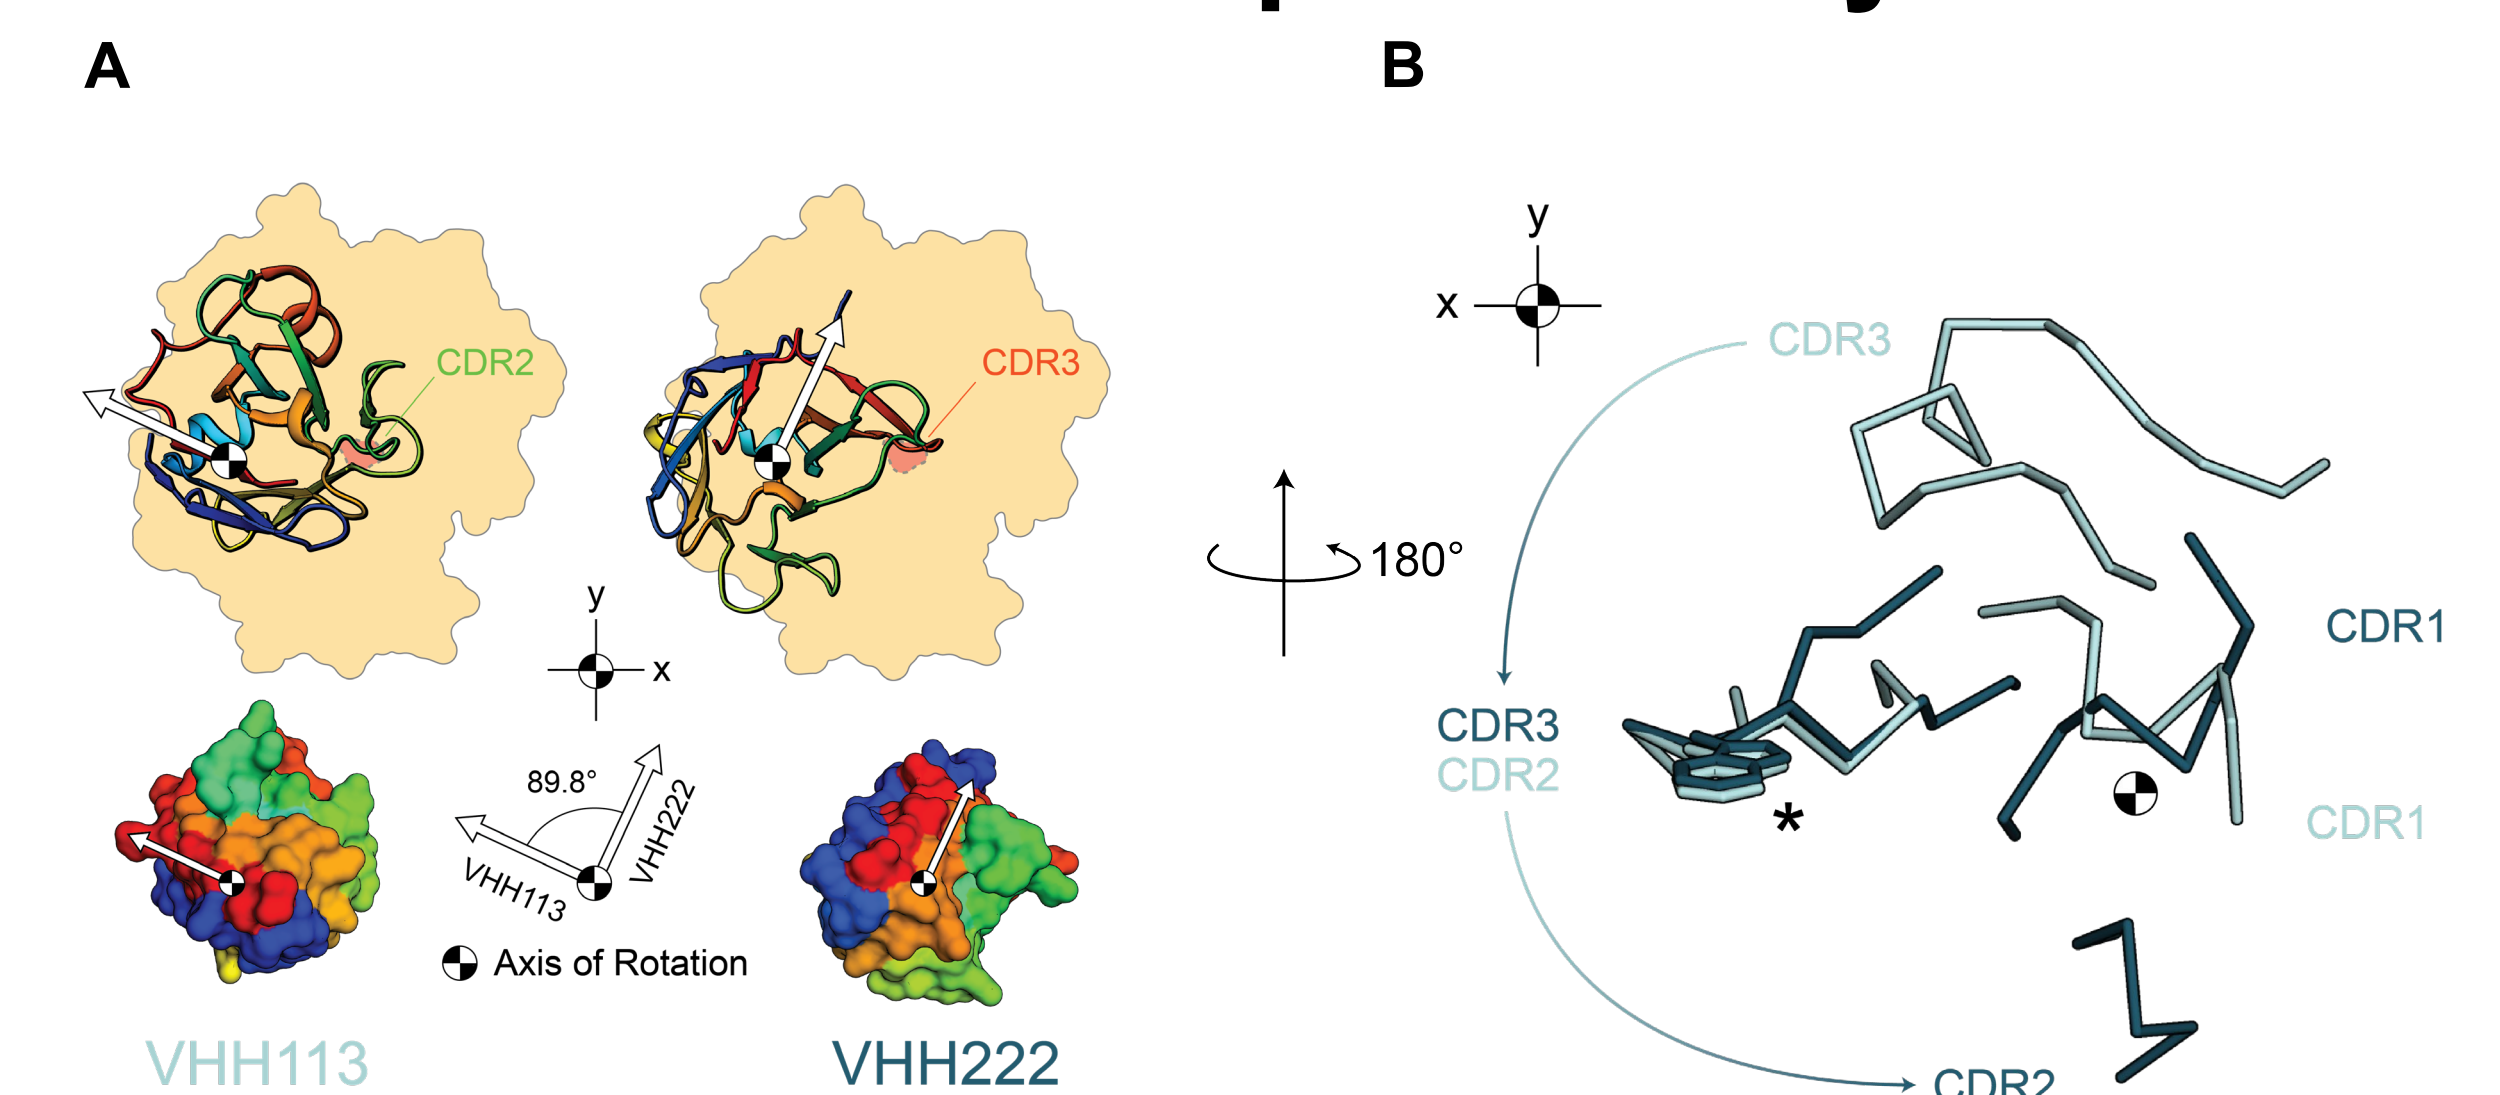 A
B
CDR2
CDR3
y
x
y
x
180°
CDR3
CDR1
CDR3
CDR2
CDR1
*
89.8°
VHH113
VHH222
Axis of Rotation
VHH113
VHH222
CDR2